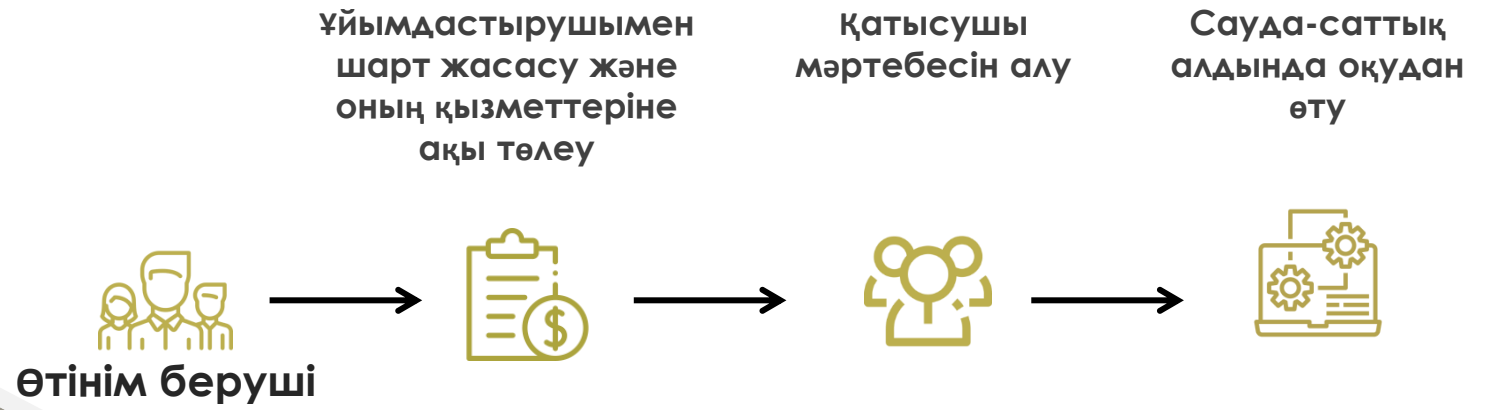 Ұйымдастырушымен
шарт жасасу және
оның қызметтеріне
ақы төлеу
Қатысушы
мәртебесін алу
Сауда-саттық
алдында оқудан
өту
$
Өтінім беруші